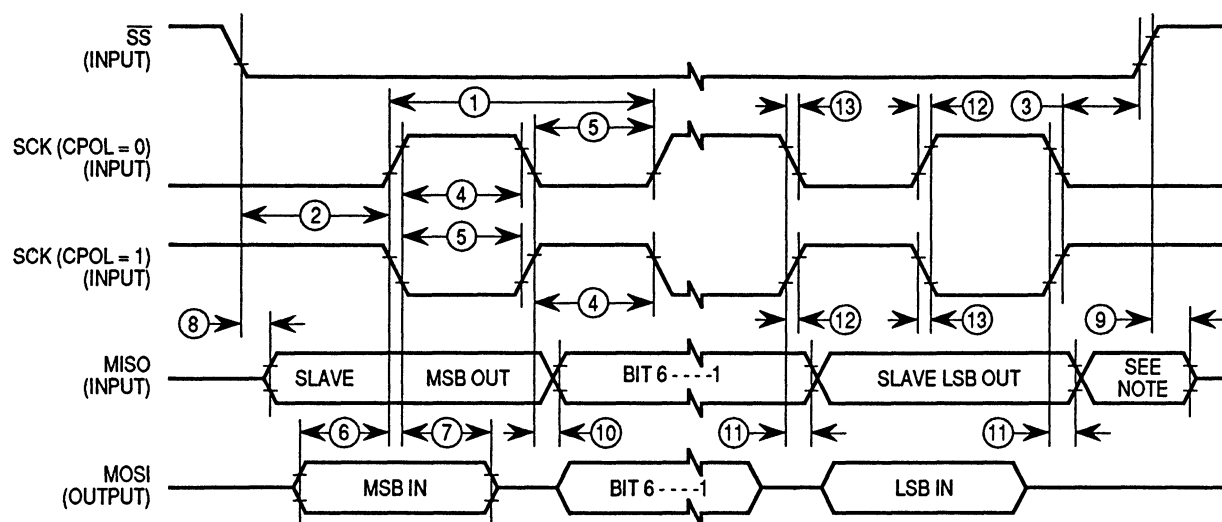 SS
(INPUT)
1
13
12
3
5
SCK (CPOL = 0)
(INPUT)
4
2
5
SCK (CPOL = 1)
(INPUT)
4
8
12
13
9
MISO
(INPUT)
SLAVE
MSB OUT
BIT 6 - - - - -1
SLAVE LSB OUT
SEE
NOTE
6
7
10
11
11
MOSI
(OUTPUT)
MSB IN
BIT 6 - - - - -1
LSB IN